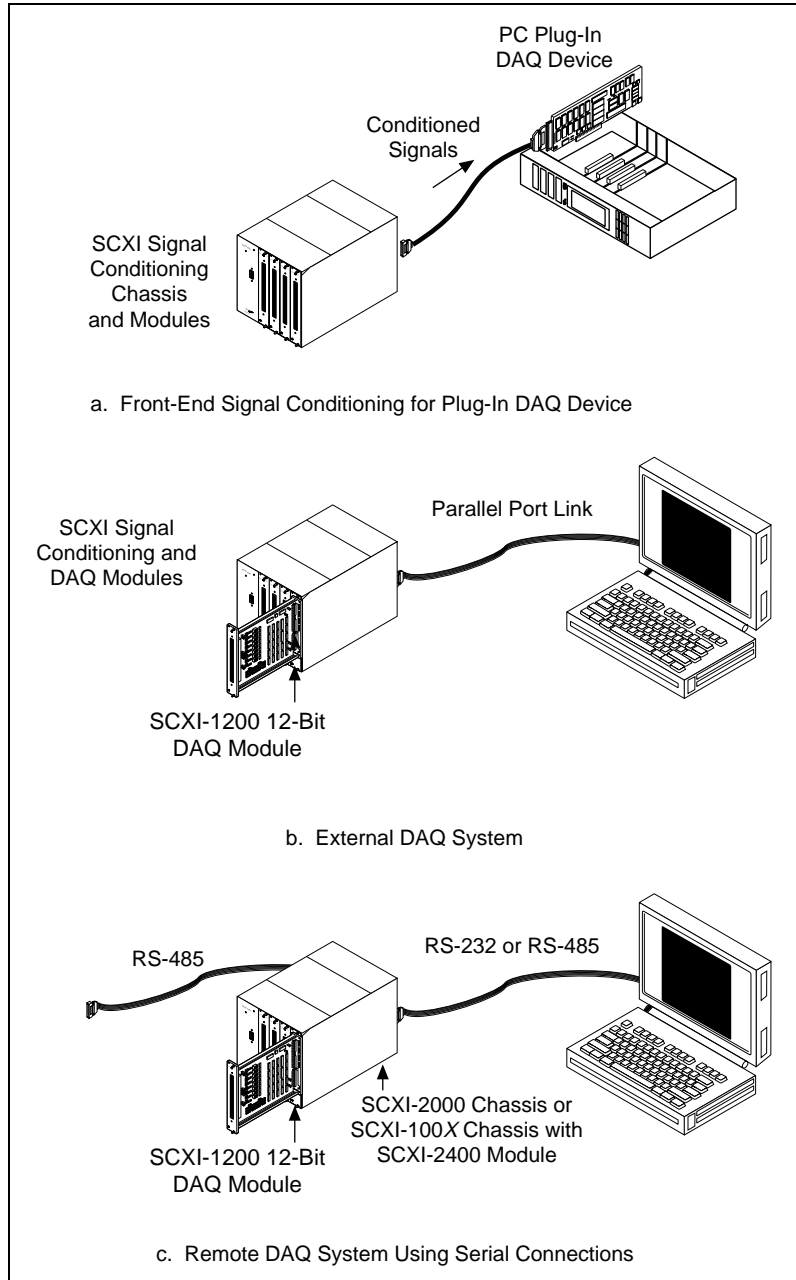 PC Plug-In
DAQ Device
Conditioned
Signals
SCXI Signal
Conditioning
Chassis
and Modules
a. Front-End Signal Conditioning for Plug-In DAQ Device
Parallel Port Link
SCXI Signal
Conditioning and
DAQ Modules
SCXI-1200 12-Bit
DAQ Module
b. External DAQ System
RS-485
RS-232 or RS-485
SCXI-2000 Chassis or
SCXI-100X Chassis with
SCXI-2400 Module
SCXI-1200 12-Bit
DAQ Module
c. Remote DAQ System Using Serial Connections